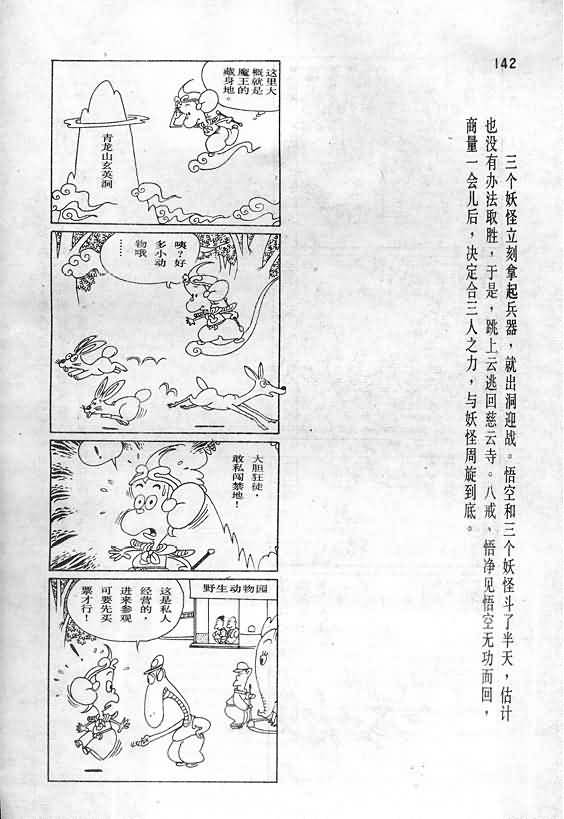 142
三个妖怪立刻拿起兵器，就出洞迎战。悟空和三个妖怪斗了半天，估计
也没有办法取胜，于是，跳上云逃回慈云寺。八戒、悟净见悟空无功而回，
商量一会儿后，决定合三人之力，与妖怪周旋到底。
这里大
概就是
魔王的
藏身地。
青龙山玄英洞
咦？好
多小动
物哦
……
！
大胆狂徒，
敢私闯禁地！
野生动物园
这是私人
经营的，
进来参观
可要先买
票才行！